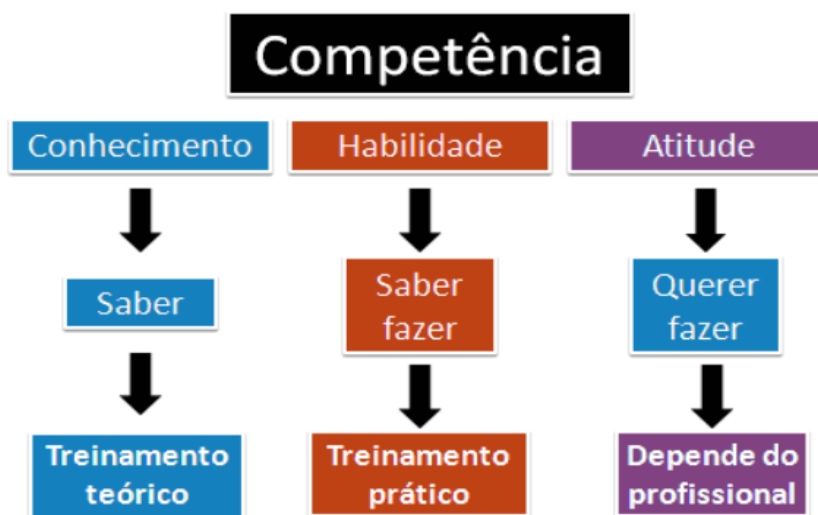 Competência
Conhecimento
Habilidade
Atitude
Saber
Saber
fazer
Querer
fazer
Treinamento
teórico
Treinamento
prático
Depende do
profissional